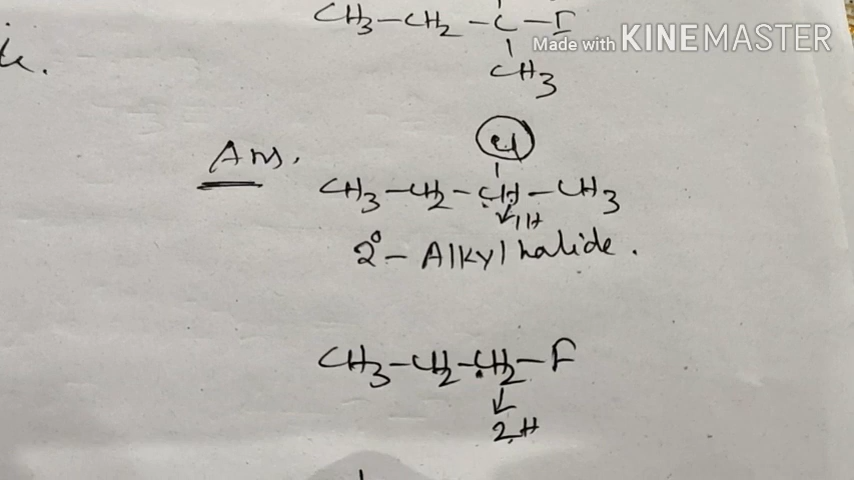 CH3-CH2-C-I
Made with KINEMASTER
CH3
Ans.
Cl
CH3-CH2-CH-CH3
1H
2°- Alkyl halide.
CH3-CH2-CH2-F
2H